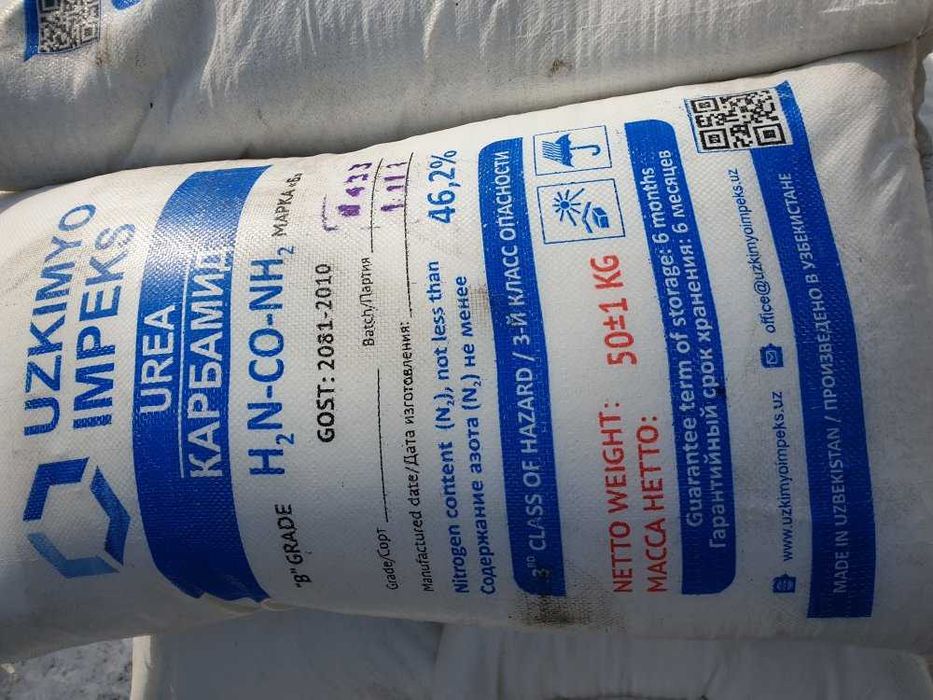 UZKIMYO
IMPEKS
UREA
КАРБАМИД
H₂N-CO-NH₂
"B" GRADE
GOST: 2081-2010
МАРКА «Б»
Grade/Сорт
Batch/Партия
Manufactured date/Дата изготовления:
Nitrogen content (N₂), not less than
Содержание азота (N₂) не менее
46,2%
3RD CLASS OF HAZARD / 3-Й КЛАСС ОПАСНОСТИ
NETTO WEIGHT: 50±1 KG
МАССА НЕТТО:
Guarantee term of storage: 6 months
Гарантийный срок хранения: 6 месяцев
www.uzkimyoimpeks.uz
office@uzkimyoimpeks.uz
MADE IN UZBEKISTAN / ПРОИЗВЕДЕНО В УЗБЕКИСТАНЕ